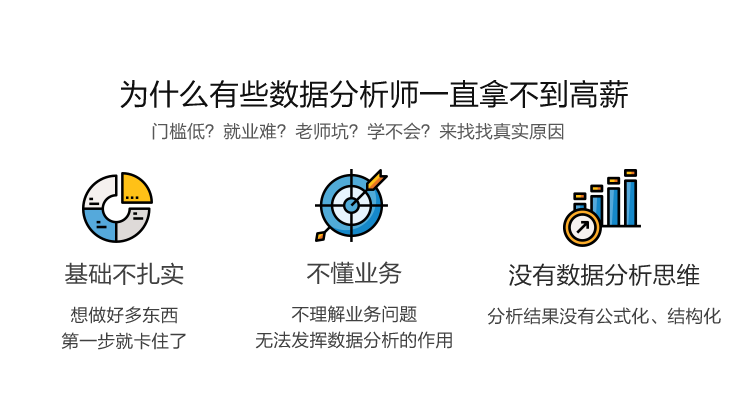 为什么有些数据分析师一直拿不到高薪
门槛低？就业难？老师坑？学不会？来找找真实原因
基础不扎实
想做好多东西
第一步就卡住了
不懂业务
不理解业务问题
无法发挥数据分析的作用
没有数据分析思维
分析结果没有公式化、结构化